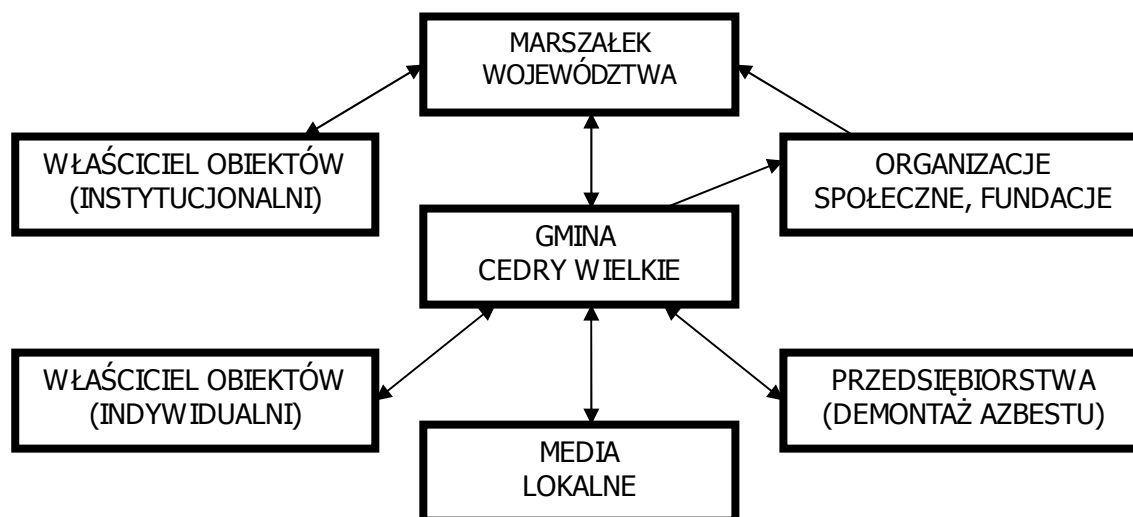 MARSZAŁEK
WOJEWÓDZTWA
WŁAŚCICIEL OBIEKTÓW
(INSTYTUCJONALNI)
ORGANIZACJE
SPOŁECZNE, FUNDACJE
GMINA
CEDRY WIELKIE
WŁAŚCICIEL OBIEKTÓW
(INDYWIDUALNI)
PRZEDSIĘBIORSTWA
(DEMONTAŻ AZBESTU)
MEDIA
LOKALNE